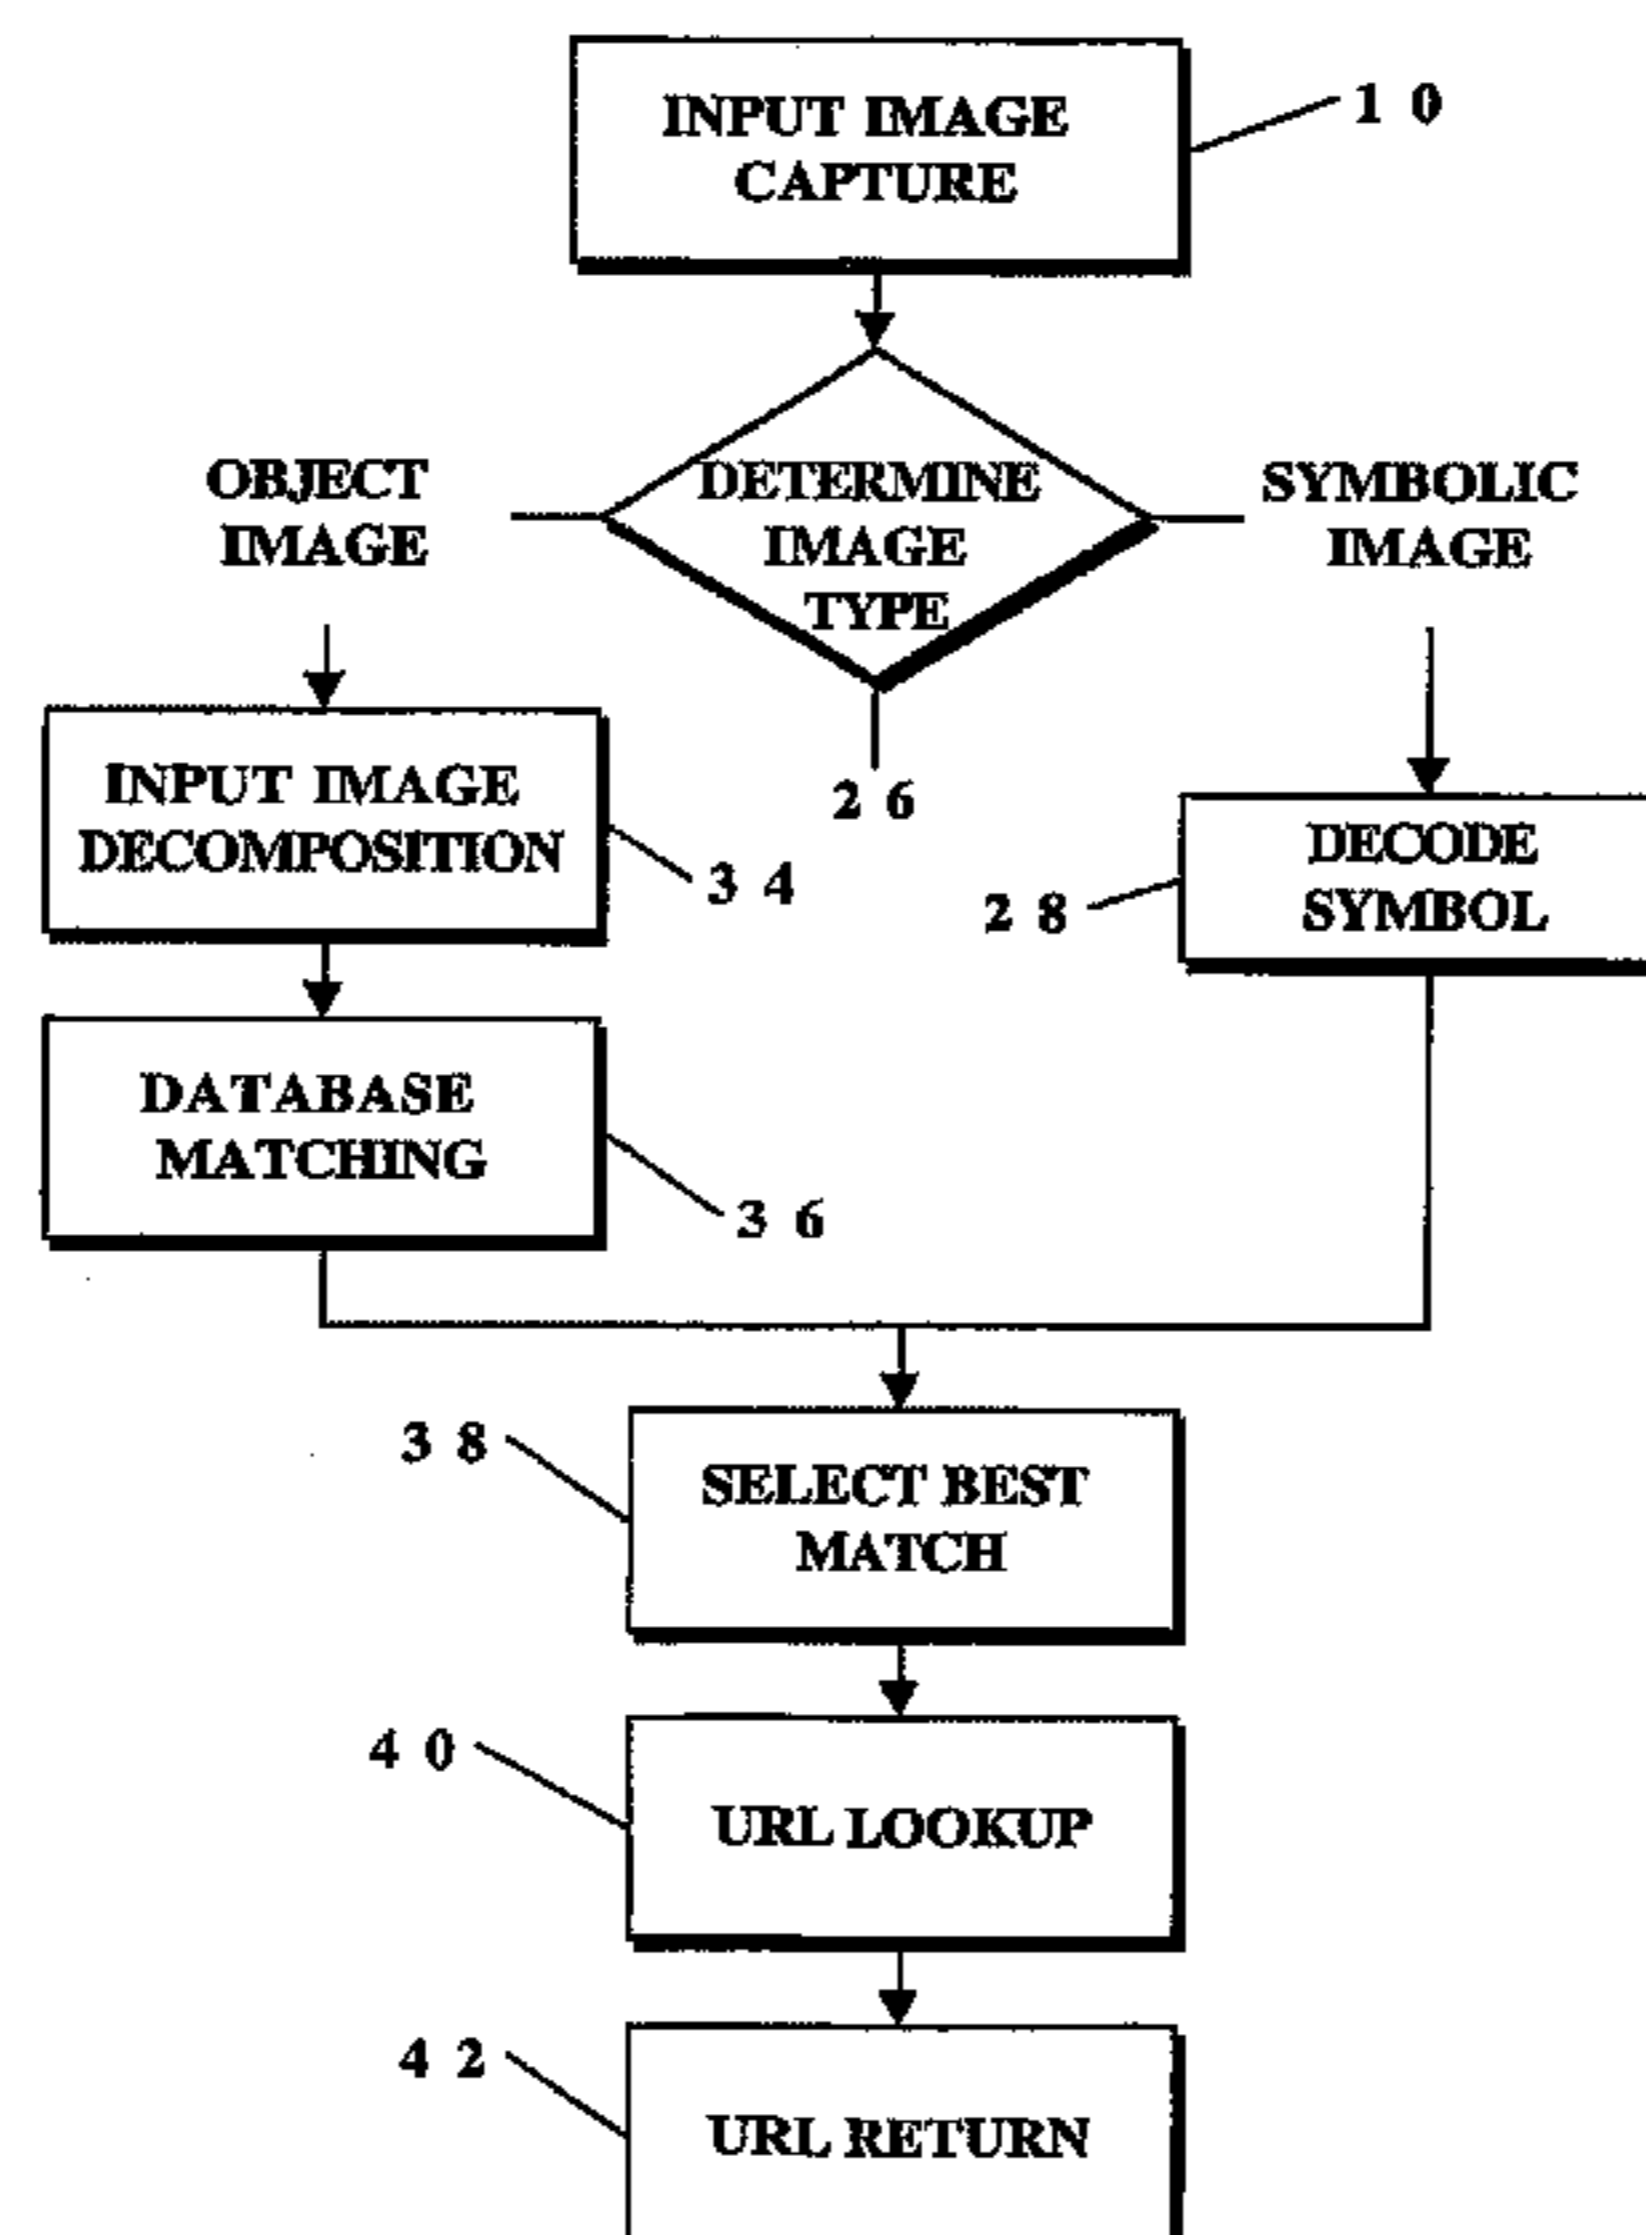 INPUT IMAGE
CAPTURE
1 0
OBJECT
IMAGE
DETERMINE
IMAGE
TYPE
SYMBOLIC
IMAGE
2 6
INPUT IMAGE
DECOMPOSITION
3 4
2 8
DECODE
SYMBOL
DATABASE
MATCHING
3 6
3 8
SELECT BEST
MATCH
4 0
URL LOOKUP
4 2
URL RETURN